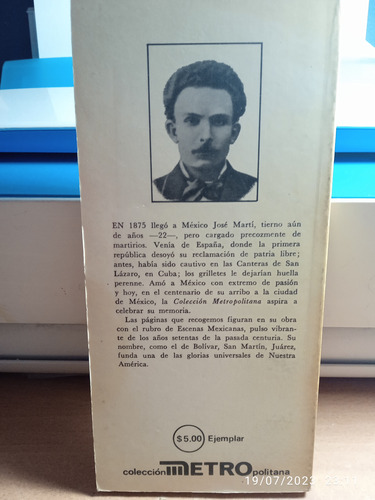 EN 1875 llegó a México José Martí, tierno aún
de años —22—, pero cargado precozmente de
martirios. Venía de España, donde la primera
república desoyó su reclamación de patria libre;
antes, había sido cautivo en las Canteras de San
Lázaro, en Cuba; los grilletes le dejarían huella
perenne. Amó a México con extremo de pasión
y hoy, en el centenario de su arribo a la ciudad
de México, la Colección Metropolitana aspira a
celebrar su memoria.
Las páginas que recogemos figuran en su obra
con el rubro de Escenas Mexicanas, pulso vibran-
te de los años setentas de la pasada centuria. Su
nombre, como el de Bolívar, San Martín, Juárez,
funda una de las glorias universales de Nuestra
América.
$5.00 Ejemplar
colección METROpolitana
19/07/2023